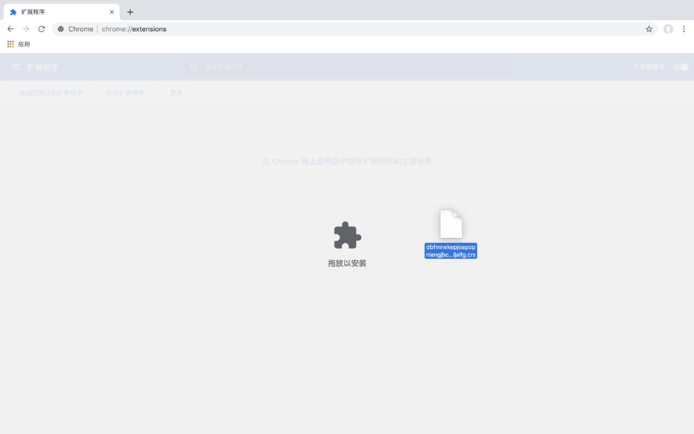 扩展程序
Chrome | chrome://extensions
应用
扩展程序
搜索扩展程序
开发者模式
加载已解压的扩展程序 打包扩展程序 更新
在 Chrome 网上应用店中查找扩展程序和主题背景
拖放以安装